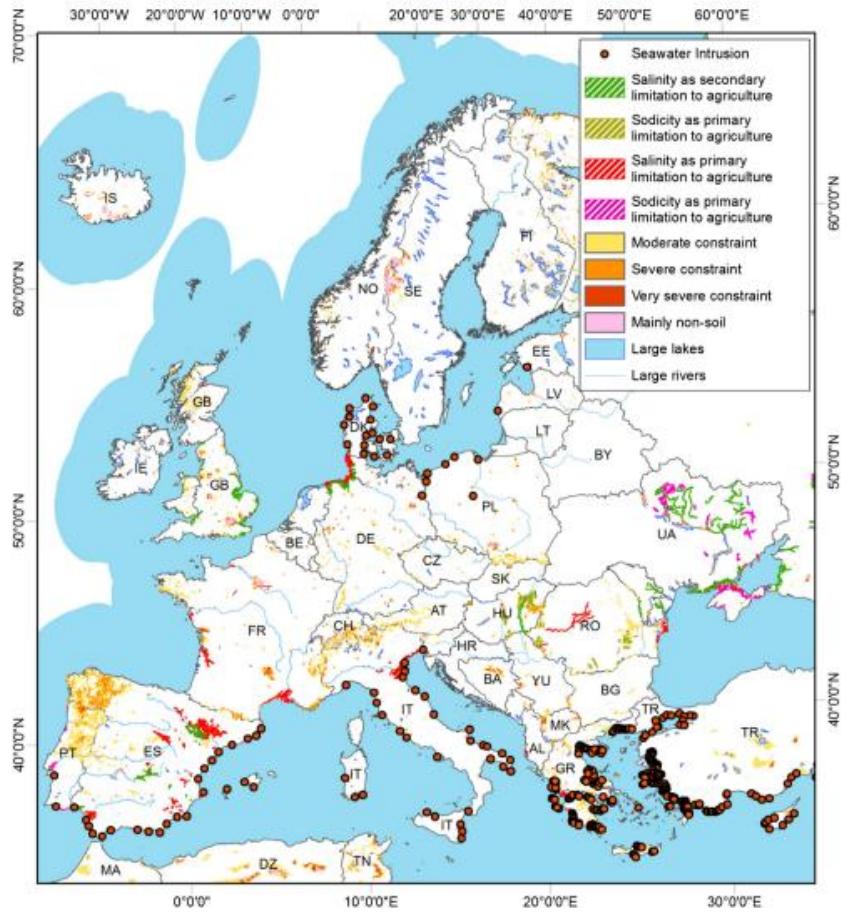 30°0'0"W 20°0'0"W 10°0'0"W 0°0'0" 20°0'0"E 30°0'0"E 40°0'0"E 50°0'0"E 60°0'0"E
70°0'0"N
60°0'0"N
50°0'0"N
40°0'0"N
60°0'0"N
50°0'0"N
40°0'0"N
Seawater Intrusion
Salinity as secondary
limitation to agriculture
Sodicity as primary
limitation to agriculture
Salinity as primary
limitation to agriculture
Sodicity as primary
limitation to agriculture
Moderate constraint
Severe constraint
Very severe constraint
Mainly non-soil
Large lakes
Large rivers
IS
FI
NO SE
EE
LV
GB
DK
LT
BY
IE
GB
PL
UA
BE DE
CZ
SK
AT
HU
RO
FR
CH
HR
BA YU
BG
IT
MK
TR
AL
PT ES
IT
GR
TR
IT
MA DZ TN
0°0'0" 10°0'0"E 20°0'0"E 30°0'0"E